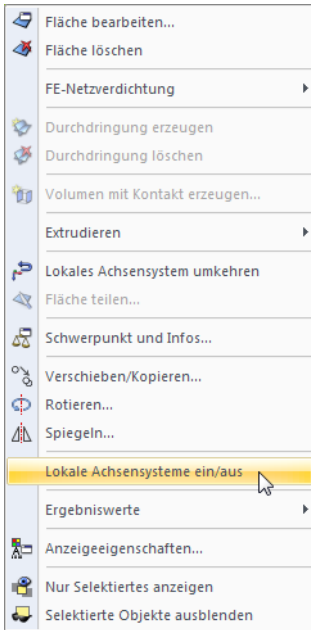 Fläche bearbeiten...
Fläche löschen
FE-Netzverdichtung
Durchdringung erzeugen
Durchdringung löschen
Volumen mit Kontakt erzeugen...
Extrudieren
Lokales Achsensystem umkehren
Fläche teilen...
Schwerpunkt und Infos...
Verschieben/Kopieren...
Rotieren...
Spiegeln...
Lokale Achsensysteme ein/aus
Ergebniswerte
Anzeigeeigenschaften...
Nur Selektiertes anzeigen
Selektierte Objekte ausblenden